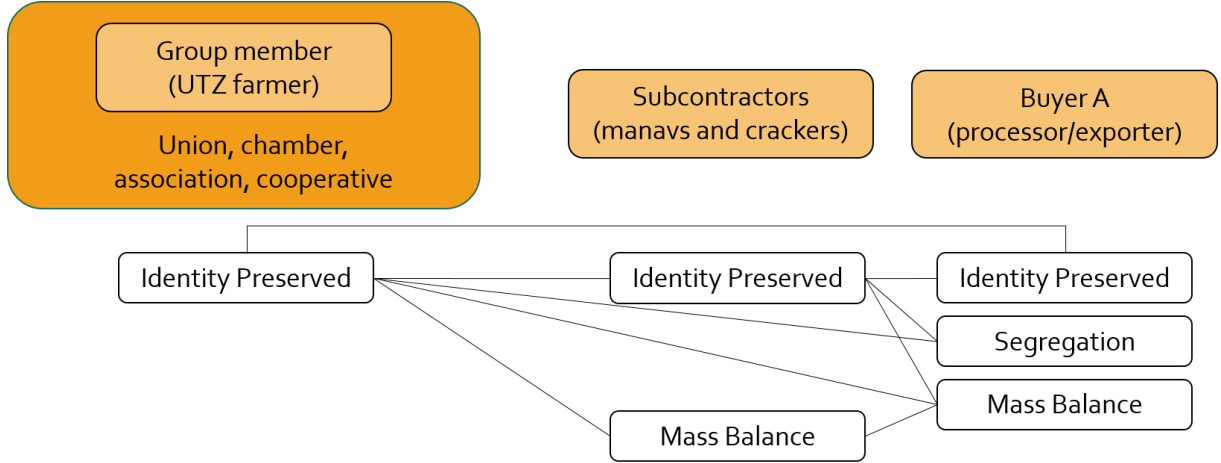 Group member
(UTZ farmer)
Union, chamber,
association, cooperative
Subcontractors
(manavs and crackers)
Buyer A
(processor/exporter)
Identity Preserved
Identity Preserved
Identity Preserved
Segregation
Mass Balance
Mass Balance